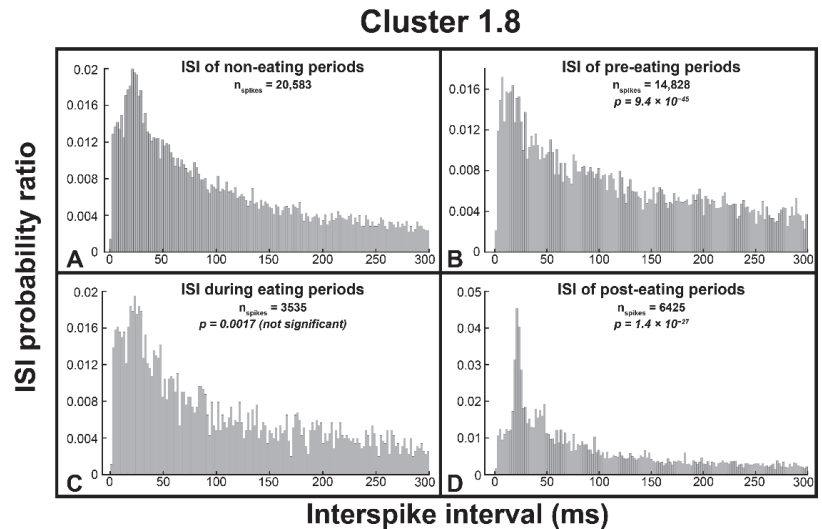 Cluster 1.8
ISI probability ratio
ISI of non-eating periods
n_spikes = 20,583
0.02
0.016
0.012
0.008
0.004
0
A
0 50 100 150 200 250 300
ISI of pre-eating periods
n_spikes = 14,828
p = 9.4 × 10⁻⁴⁵
0.016
0.012
0.008
0.004
0
B
0 50 100 150 200 250 300
ISI during eating periods
n_spikes = 3535
p = 0.0017 (not significant)
0.02
0.016
0.012
0.008
0.004
0
C
0 50 100 150 200 250 300
ISI of post-eating periods
n_spikes = 6425
p = 1.4 × 10⁻²⁷
0.05
0.04
0.03
0.02
0.01
0
D
0 50 100 150 200 250 300
Interspike interval (ms)